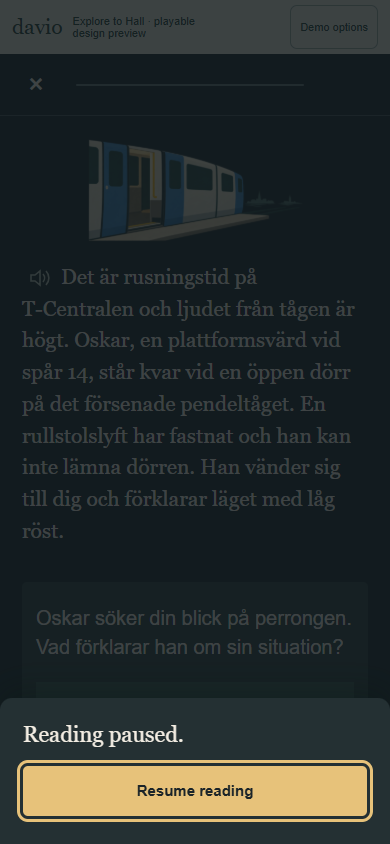 davio
Explore to Hall · playable
design preview
Demo options
×
Det är rusningstid på
T-Centralen och ljudet från tågen är
högt. Oskar, en plattformsvärd vid
spår 14, står kvar vid en öppen dörr
på det försenade pendeltåget. En
rullstolslyft har fastnat och han kan
inte lämna dörren. Han vänder sig
till dig och förklarar läget med låg
röst.
Oskar söker din blick på perrongen.
Vad förklarar han om sin situation?
Reading paused.
Resume reading